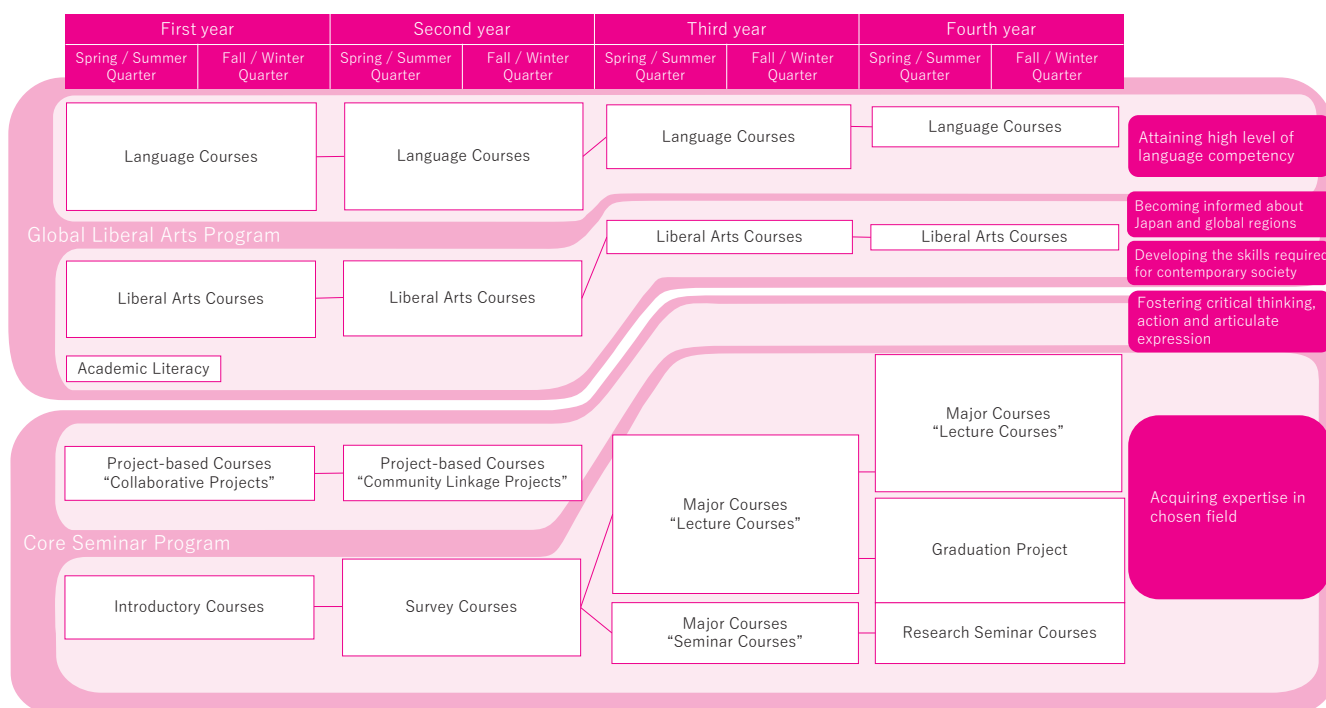 First year
Second year
Third year
Fourth year
Spring / Summer
Quarter
Fall / Winter
Quarter
Spring / Summer
Quarter
Fall / Winter
Quarter
Spring / Summer
Quarter
Fall / Winter
Quarter
Spring / Summer
Quarter
Fall / Winter
Quarter
Language Courses
Language Courses
Language Courses
Language Courses
Attaining high level of
language competency
Global Liberal Arts Program
Becoming informed about
Japan and global regions
Liberal Arts Courses
Liberal Arts Courses
Liberal Arts Courses
Liberal Arts Courses
Developing the skills required
for contemporary society
Academic Literacy
Fostering critical thinking,
action and articulate
expression
Project-based Courses
“Collaborative Projects”
Project-based Courses
“Community Linkage Projects”
Major Courses
“Lecture Courses”
Major Courses
“Lecture Courses”
Acquiring expertise in
chosen field
Core Seminar Program
Graduation Project
Introductory Courses
Survey Courses
Major Courses
“Seminar Courses”
Research Seminar Courses